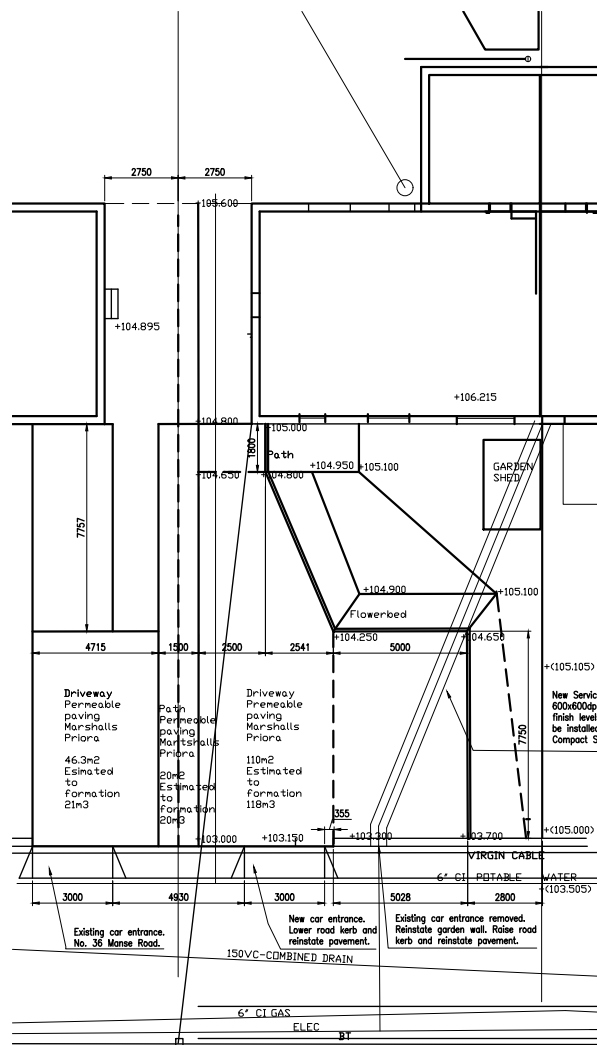 2750 2750
+105.600
+104.895
+106.215
+104.800
+105.000
1800
Path
GARDEN
SHED
+104.650 +104.800
+104.950 +105.100
7757
+104.900
+105.100
Flowerbed
+104.250
+104.650
4715 1500 2500 2541 5000
+(105.105)
Driveway
Permeable
paving
Marshalls
Priora
46.3m2
Esimated
to
formation
21m3
Path
Permeable
paving
Martshalls
Priora
20m2
Estimated
to
formation
20m3
Driveway
Premeable
paving
Marshalls
Priora
110m2
Estimated
to
formation
118m3
New Servic
600x600dp
finish levels
be installed
Compact S
7750
355
+103.000 +103.150 +103.300 +103.700
+(105.000)
VIRGIN CABLE
6" CI POTABLE WATER
+(103.505)
3000 4930 3000 5028 2800
Existing car entrance.
No. 36 Manse Road.
New car entrance.
Lower road kerb and
reinstate pavement.
Existing car entrance removed.
Reinstate garden wall. Raise road
kerb and reinstate pavement.
150VC-COMBINED DRAIN
6" CI GAS
ELEC
BT